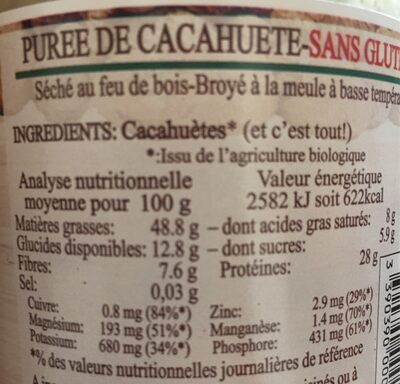 PUREE DE CACAHUETE-SANS
Séché au feu de bois-Broyé à la meule à basse
INGREDIENTS: Cacahuètes* (et c'est tout!)
*:Issu de l'agriculture biologique
Analyse nutritionnelle Valeur énergétique
moyenne pour 100 g 2582 kJ soit 622kcal
Matières grasses: 48.8 g – dont acides gras saturés: 8g
Glucides disponibles: 12.8 g – dont sucres: 5.9g
Fibres: 7.6 g Protéines: 28 g
Sel: 0,03 g
Cuivre: 0.8 mg (84%*) Zinc: 2.9 mg (29%*)
Magnésium: 193 mg (51%*) Manganèse: 1.4 mg (70%*)
Potassium: 680 mg (34%*) Phosphore: 431 mg (61%*)
*% des valeurs nutritionnelles journalières de référence